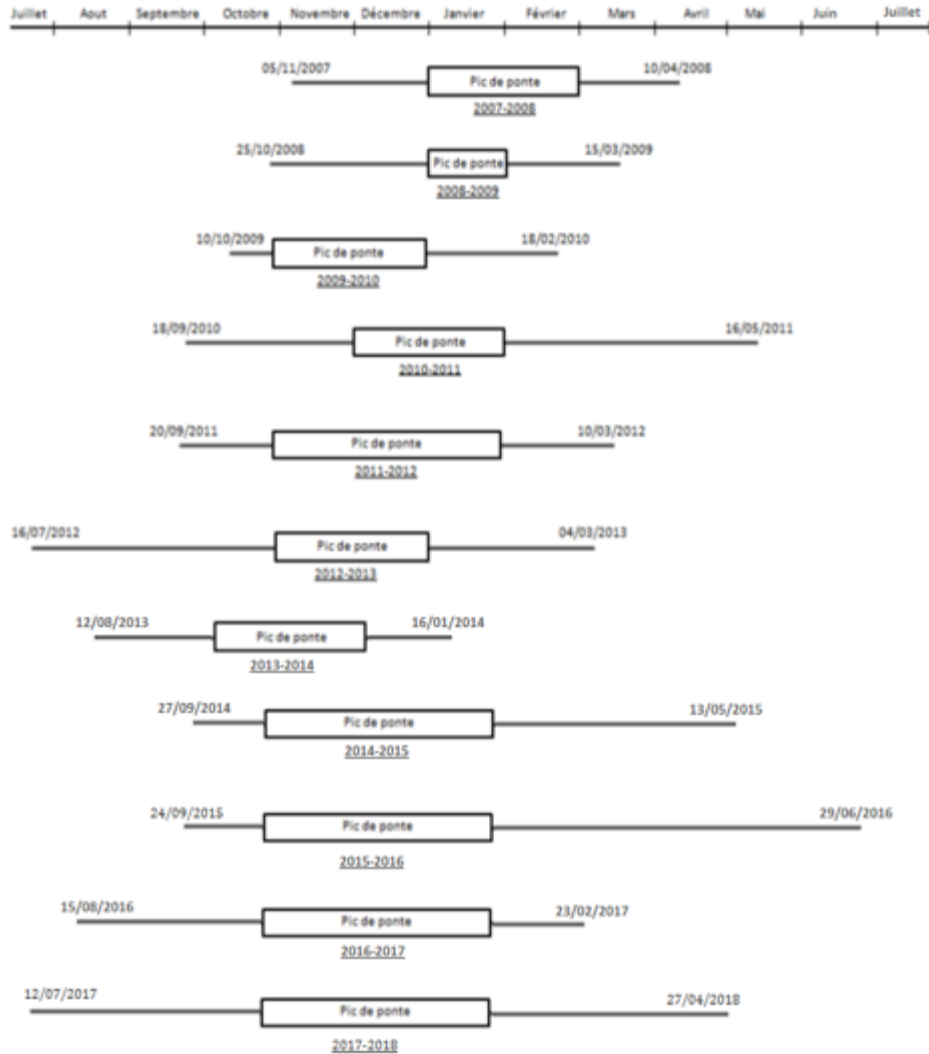 Juillet Aout Septembre Octobre Novembre Décembre Janvier Février Mars Avril Mai Juin Juillet
05/11/2007 10/04/2008
Pic de ponte
2007-2008
25/10/2008 15/03/2009
Pic de ponte
2008-2009
10/10/2009 18/02/2010
Pic de ponte
2009-2010
18/09/2010 16/05/2011
Pic de ponte
2010-2011
20/09/2011 10/03/2012
Pic de ponte
2011-2012
16/07/2012 04/03/2013
Pic de ponte
2012-2013
12/08/2013 16/01/2014
Pic de ponte
2013-2014
27/09/2014 13/05/2015
Pic de ponte
2014-2015
24/09/2015 29/06/2016
Pic de ponte
2015-2016
15/08/2016 23/02/2017
Pic de ponte
2016-2017
12/07/2017 27/04/2018
Pic de ponte
2017-2018